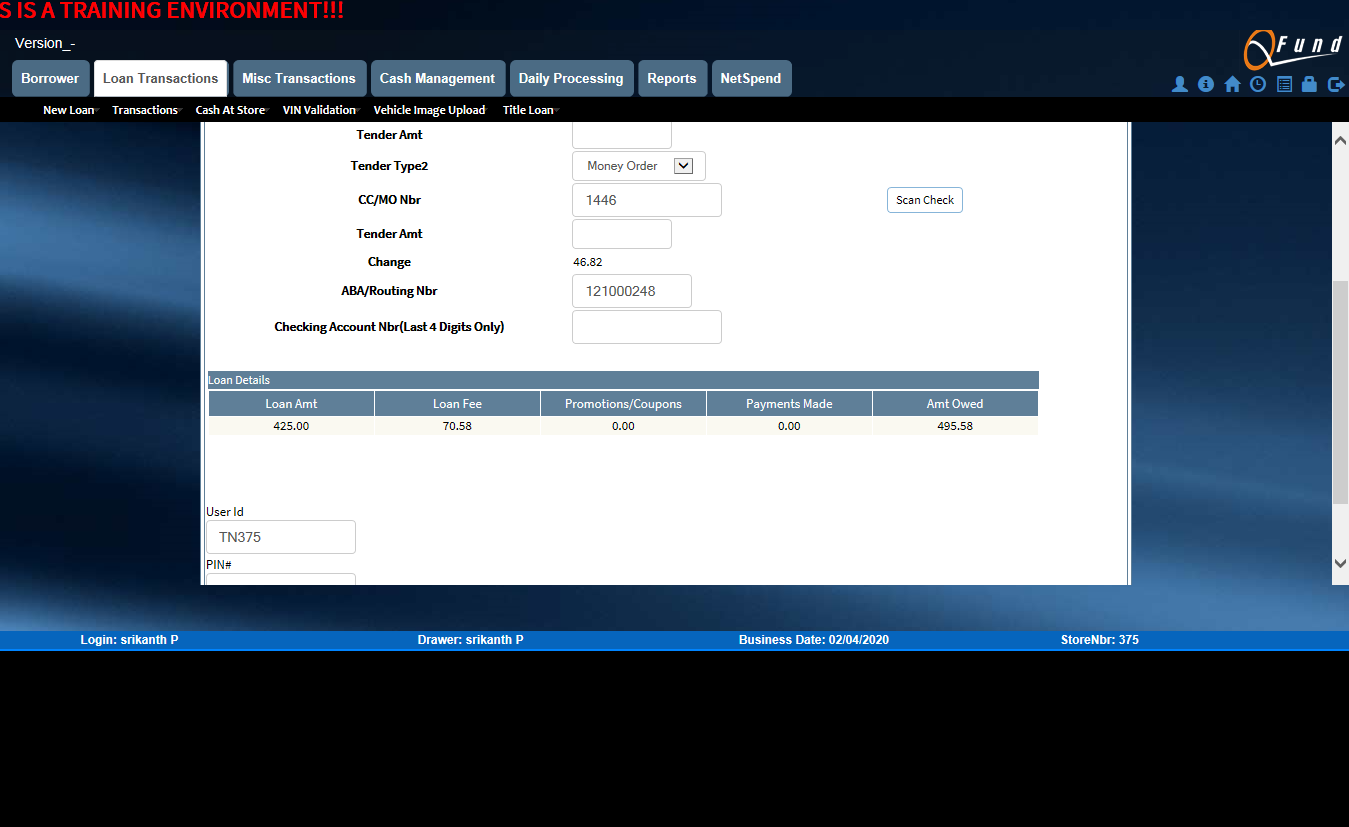 S IS A TRAINING ENVIRONMENT!!!
Version_-
QFund
Borrower Loan Transactions Misc Transactions Cash Management Daily Processing Reports NetSpend
New Loan Transactions Cash At Store VIN Validation Vehicle Image Upload Title Loan
Tender Amt
Tender Type2 Money Order
CC/MO Nbr 1446 Scan Check
Tender Amt
Change 46.82
ABA/Routing Nbr 121000248
Checking Account Nbr(Last 4 Digits Only)
Loan Details
Loan Amt Loan Fee Promotions/Coupons Payments Made Amt Owed
425.00 70.58 0.00 0.00 495.58
User Id
TN375
PIN#
Login: srikanth P Drawer: srikanth P Business Date: 02/04/2020 StoreNbr: 375